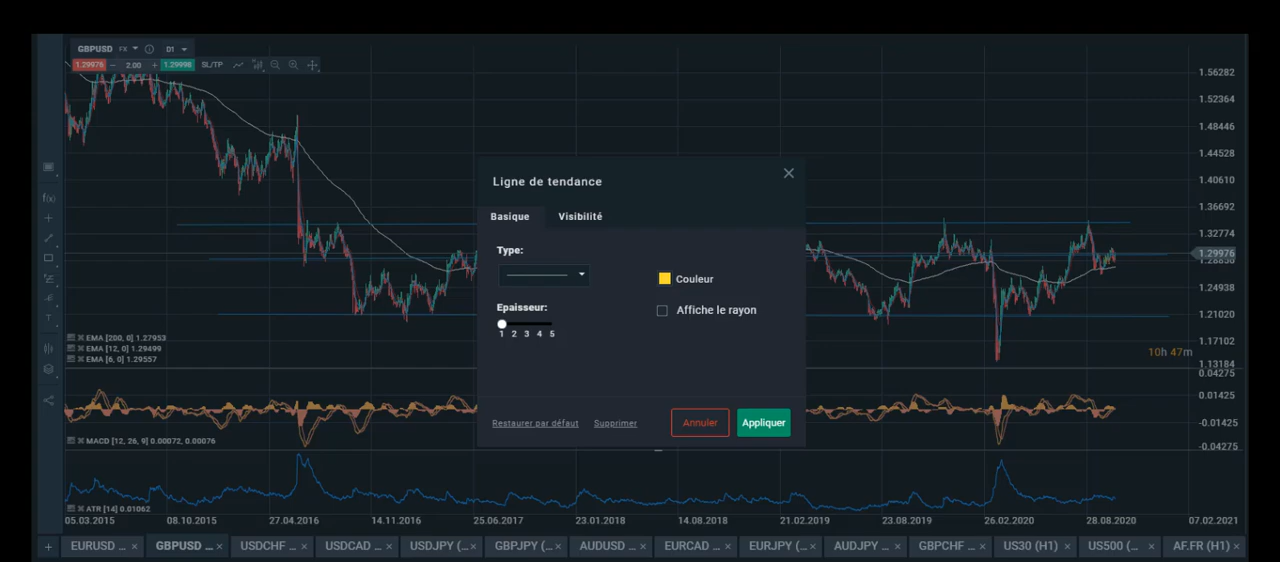 GBPUSD FX D1
1.29976 – 2.00 + 1.29998 SL/TP
1.56282
1.52364
1.48446
1.44528
1.40610
1.36692
1.32774
1.29976
1.24938
1.21020
1.17102
10h 47m
1.13184
Ligne de tendance
Basique Visibilité
Type:
Couleur
Epaisseur:
Affiche le rayon
1 2 3 4 5
Restaurer par défaut Supprimer Annuler Appliquer
f(x)
T
EMA [200, 0] 1.27953
EMA [12, 0] 1.29499
EMA [6, 0] 1.29557
0.04275
0.01425
-0.01425
-0.04275
MACD [12, 26, 9] 0.00072, 0.00076
ATR [14] 0.01062
05.03.2015 08.10.2015 27.04.2016 14.11.2016 25.06.2017 23.01.2018 14.08.2018 21.02.2019 23.08.2019 26.02.2020 28.08.2020 07.02.2021
+ EURUSD ... × GBPUSD ... × USDCHF ... × USDCAD ... × USDJPY (... × GBPJPY (... × AUDUSD ... × EURCAD ... × EURJPY (... × AUDJPY ... × GBPCHF ... × US30 (H1) × US500 (... × AF.FR (H1) ×